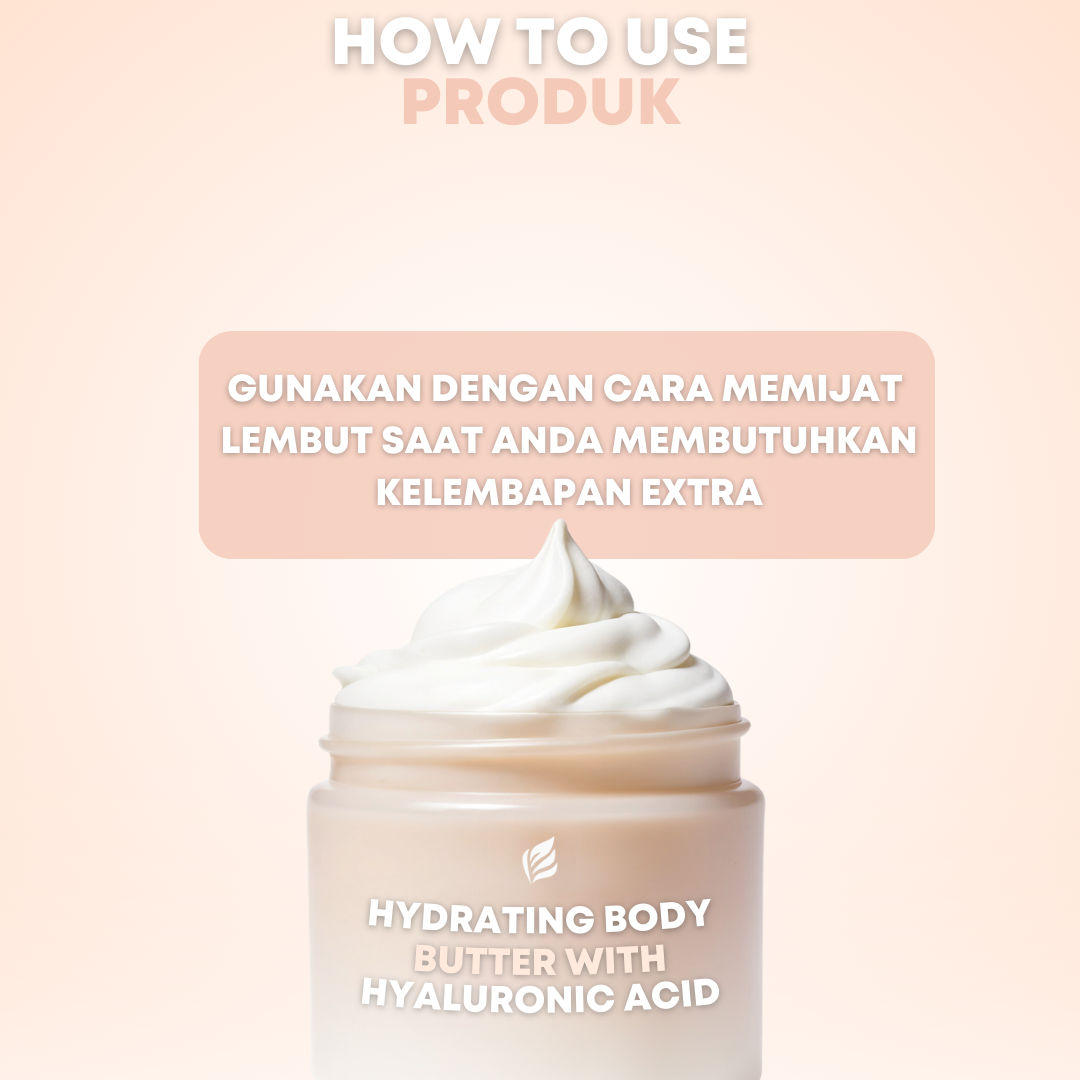 HOW TO USE
PRODUK
GUNAKAN DENGAN CARA MEMIJAT
LEMBUT SAAT ANDA MEMBUTUHKAN
KELEMBAPAN EXTRA
HYDRATING BODY
BUTTER WITH
HYALURONIC ACID